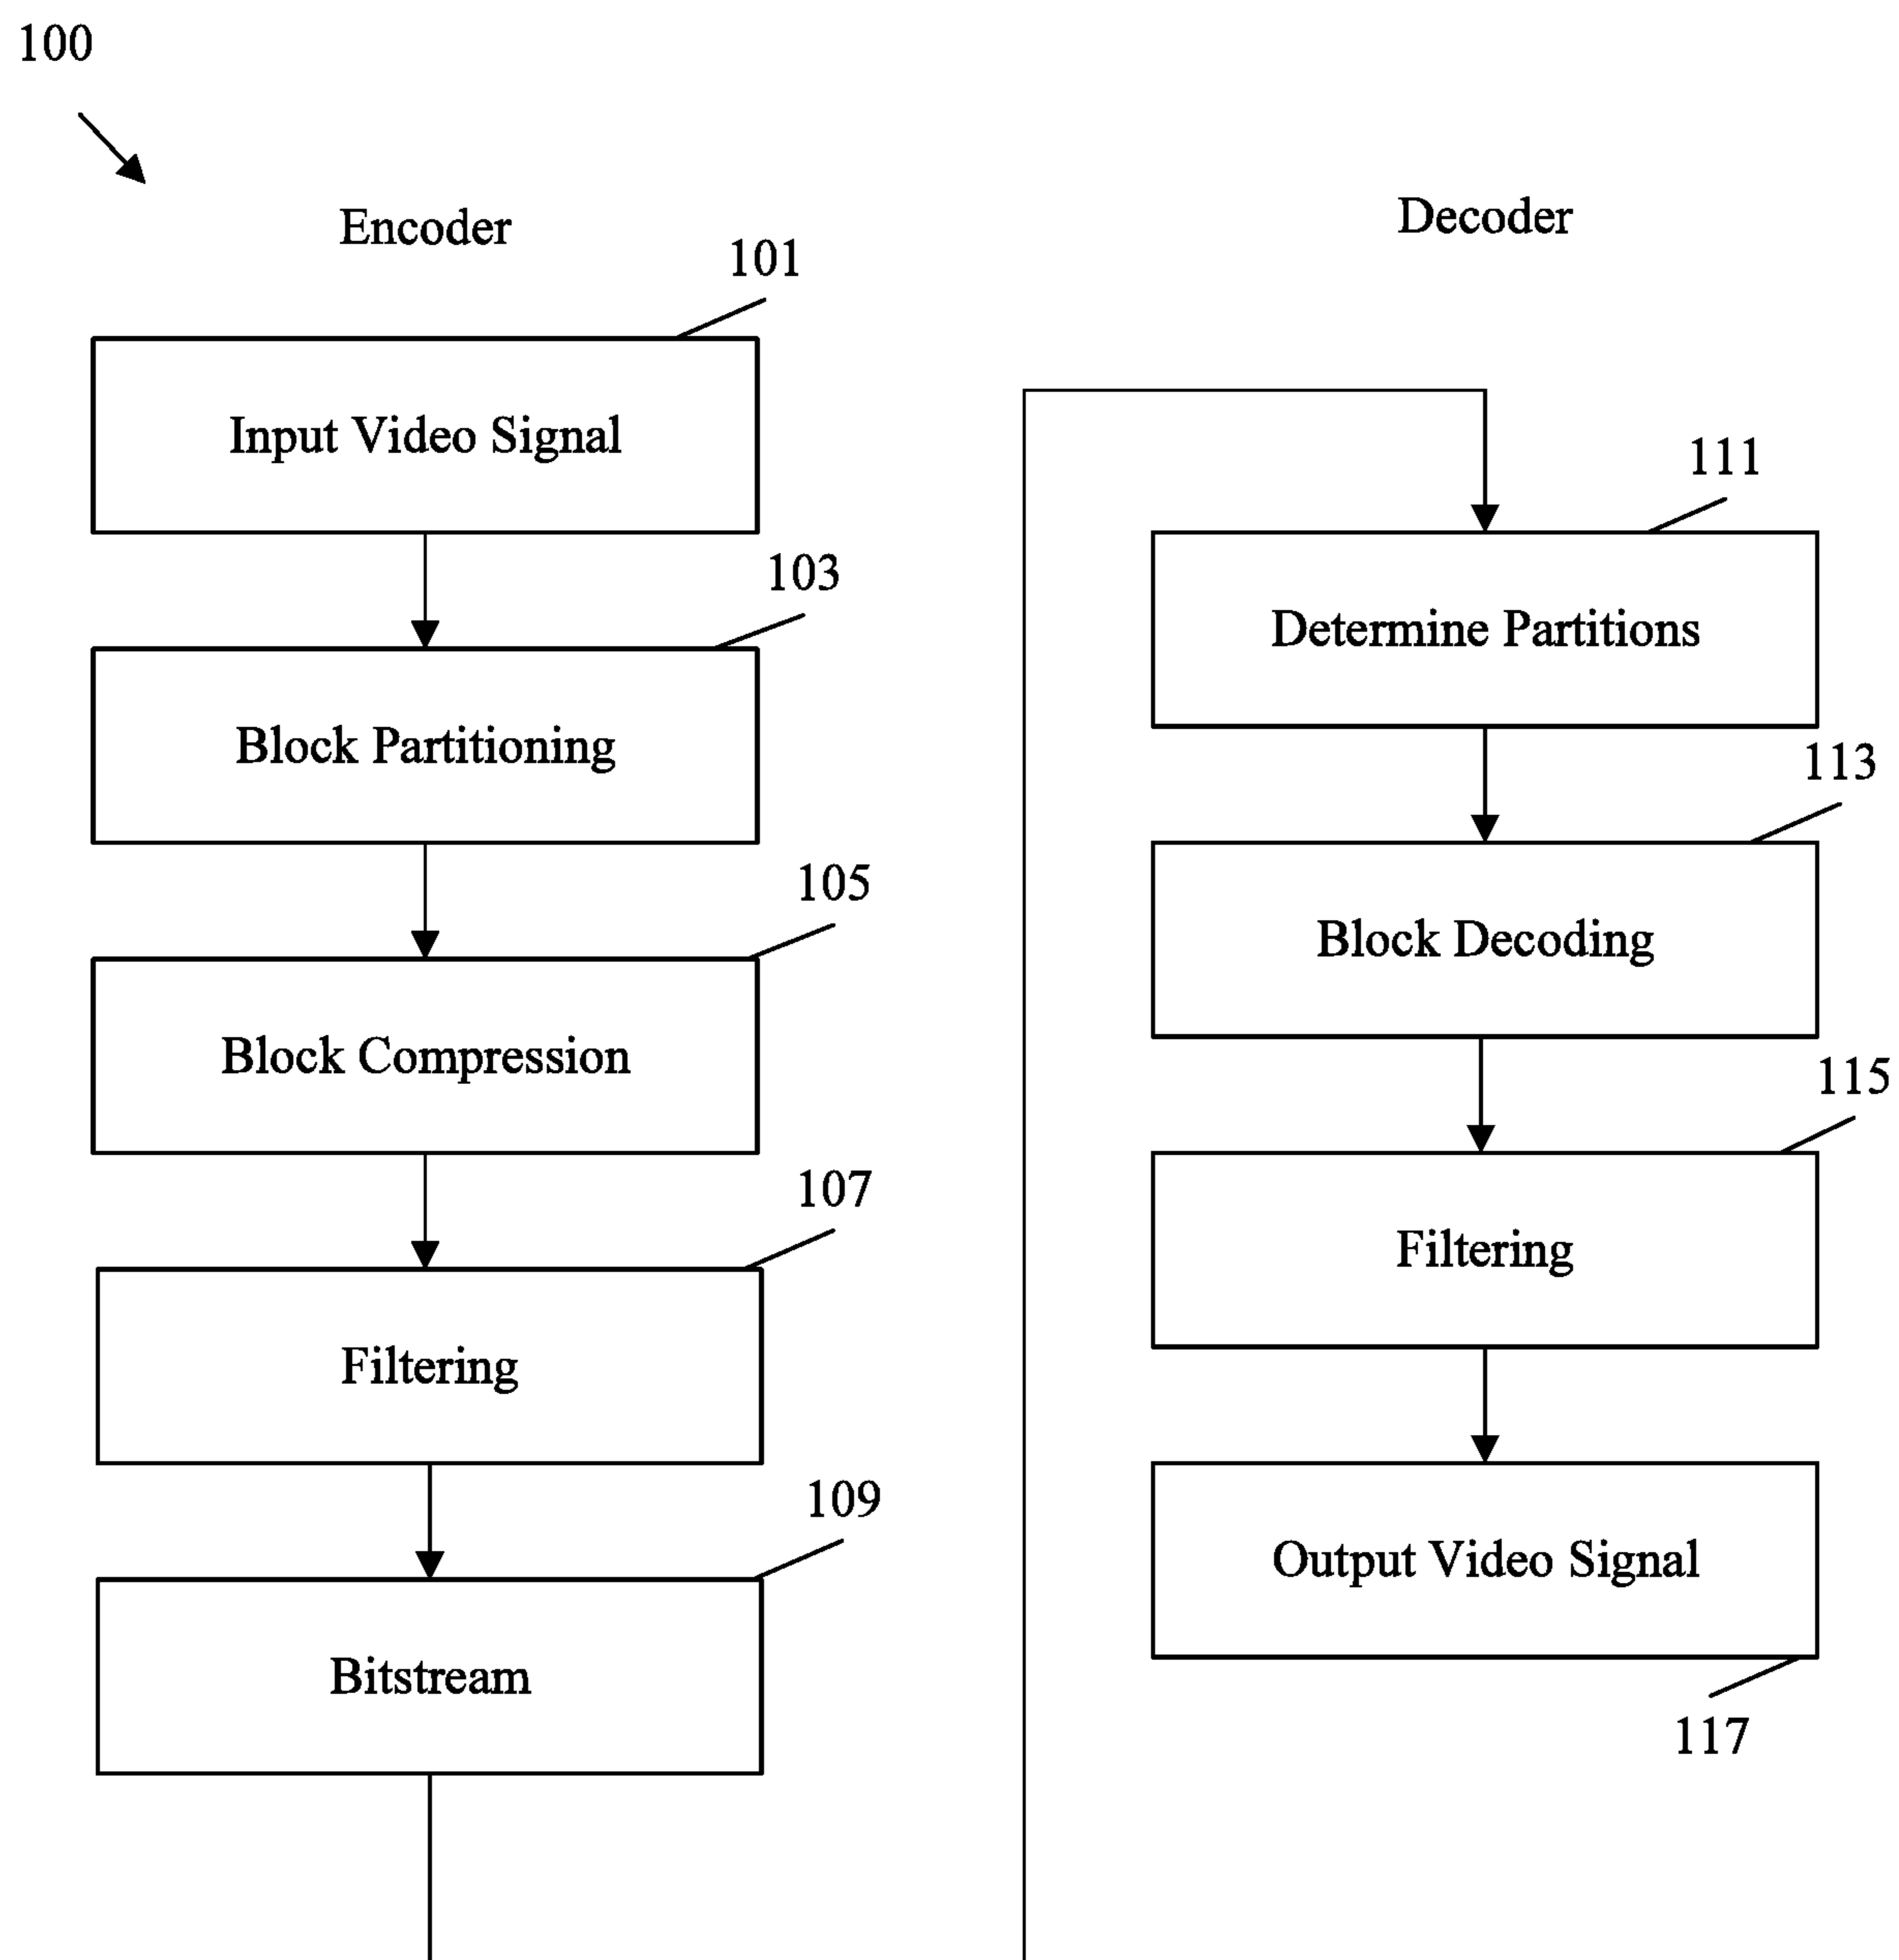 100
Encoder
101
Input Video Signal
103
Block Partitioning
105
Block Compression
107
Filtering
109
Bitstream
Decoder
111
Determine Partitions
113
Block Decoding
115
Filtering
Output Video Signal
117